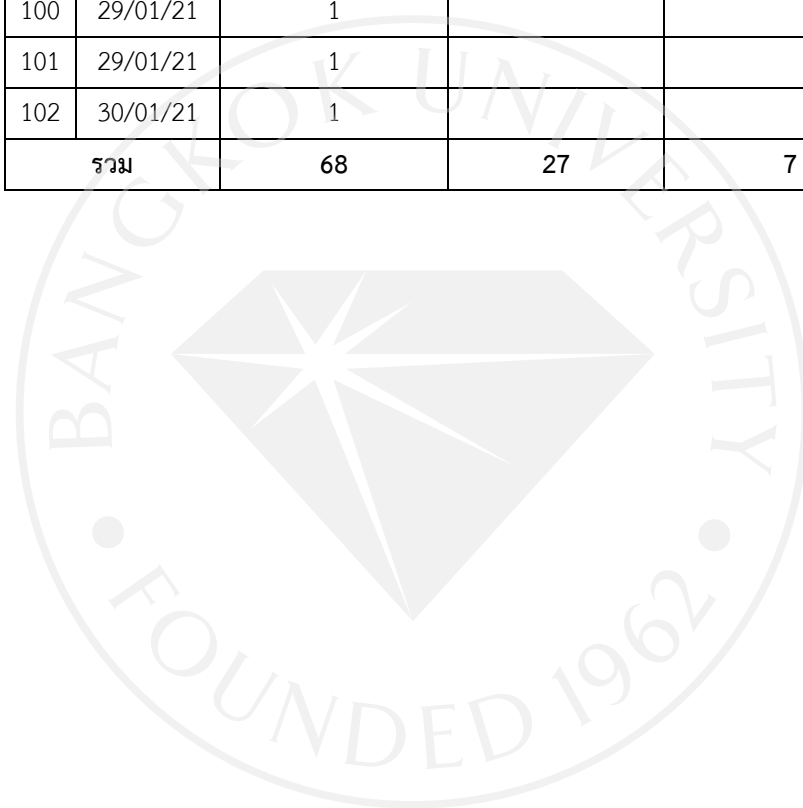 100 29/01/21 1
101 29/01/21 1
102 30/01/21 1
รวม 68 27 7
BANGKOK UNIVERSITY
FOUNDED 1962